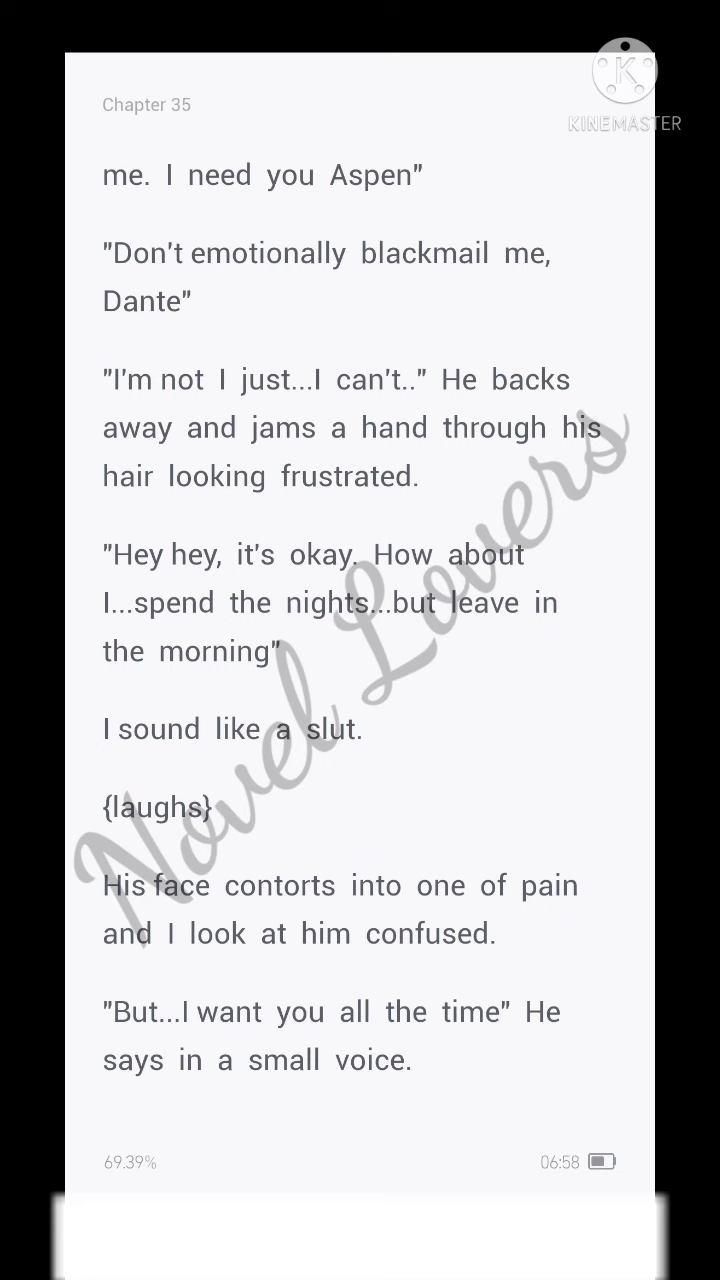 KINEMASTER
Chapter 35
me. I need you Aspen"
"Don't emotionally blackmail me,
Dante"
"I'm not I just...I can't.." He backs
away and jams a hand through his
hair looking frustrated.
"Hey hey, it's okay. How about
I...spend the nights...but leave in
the morning"
I sound like a slut.
{laughs}
His face contorts into one of pain
and I look at him confused.
"But...I want you all the time" He
says in a small voice.
Novel Lovers
69.39% 06:58